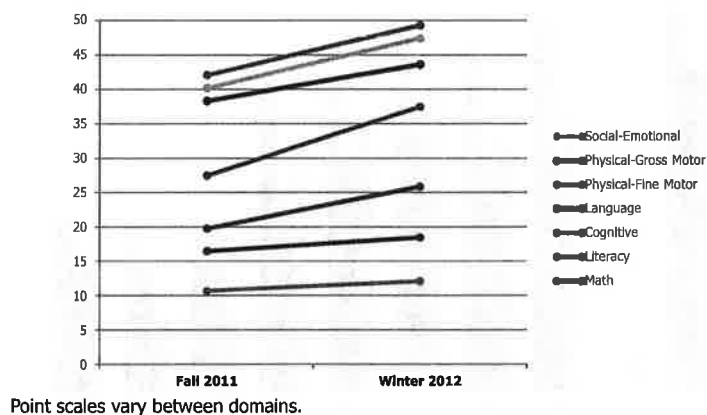 50
45
40
35
30
25
20
15
10
5
0
Fall 2011 Winter 2012
Social-Emotional
Physical-Gross Motor
Physical-Fine Motor
Language
Cognitive
Literacy
Math
Point scales vary between domains.